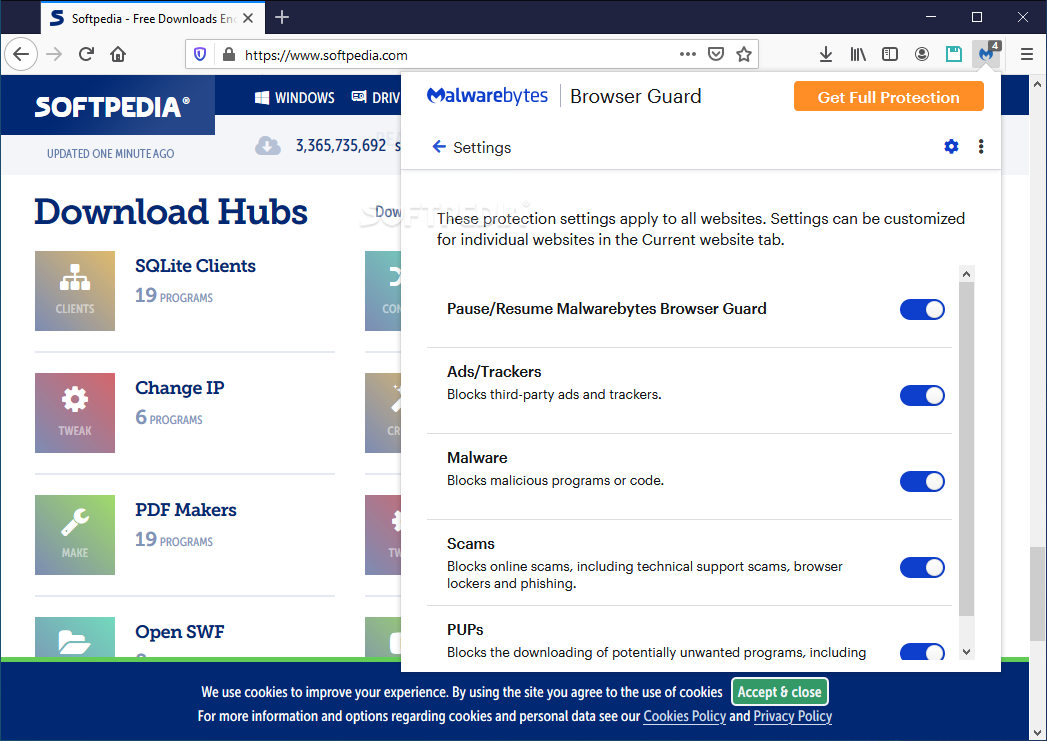 Softpedia - Free Downloads En
https://www.softpedia.com
4
SOFTPEDIA®
WINDOWS
DRIV
UPDATED ONE MINUTE AGO
3,365,735,692 s
Download Hubs
Dow
SQLite Clients
19 PROGRAMS
CLIENTS
CON
Change IP
6 PROGRAMS
TWEAK
CR
PDF Makers
19 PROGRAMS
MAKE
TW
Open SWF
Malwarebytes Browser Guard
Get Full Protection
Settings
SOFTPEDIA
These protection settings apply to all websites. Settings can be customized
for individual websites in the Current website tab.
Pause/Resume Malwarebytes Browser Guard
Ads/Trackers
Blocks third-party ads and trackers.
Malware
Blocks malicious programs or code.
Scams
Blocks online scams, including technical support scams, browser
lockers and phishing.
PUPs
Blocks the downloading of potentially unwanted programs, including
We use cookies to improve your experience. By using the site you agree to the use of cookies
Accept & close
For more information and options regarding cookies and personal data see our Cookies Policy and Privacy Policy